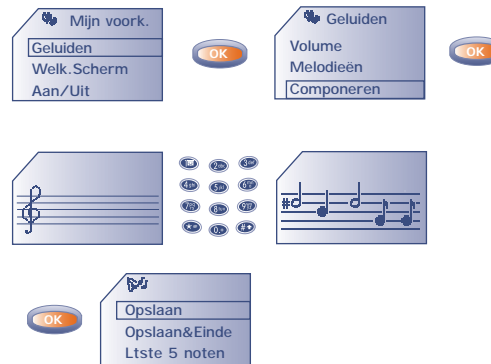 Mijn voork.
Geluiden
Welk.Scherm
Aan/Uit
OK
Geluiden
Volume
Melodieën
Componeren
OK
OK
Opslaan
Opslaan&Einde
Ltste 5 noten